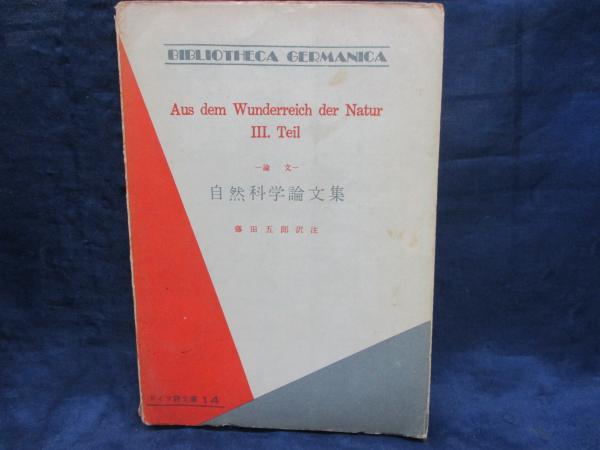 BIBLIOTHECA GERMANICA
Aus dem Wunderreich der Natur
III. Teil
—論 文—
自然科学論文集
藤田五郎訳注
ドイツ語文庫 14